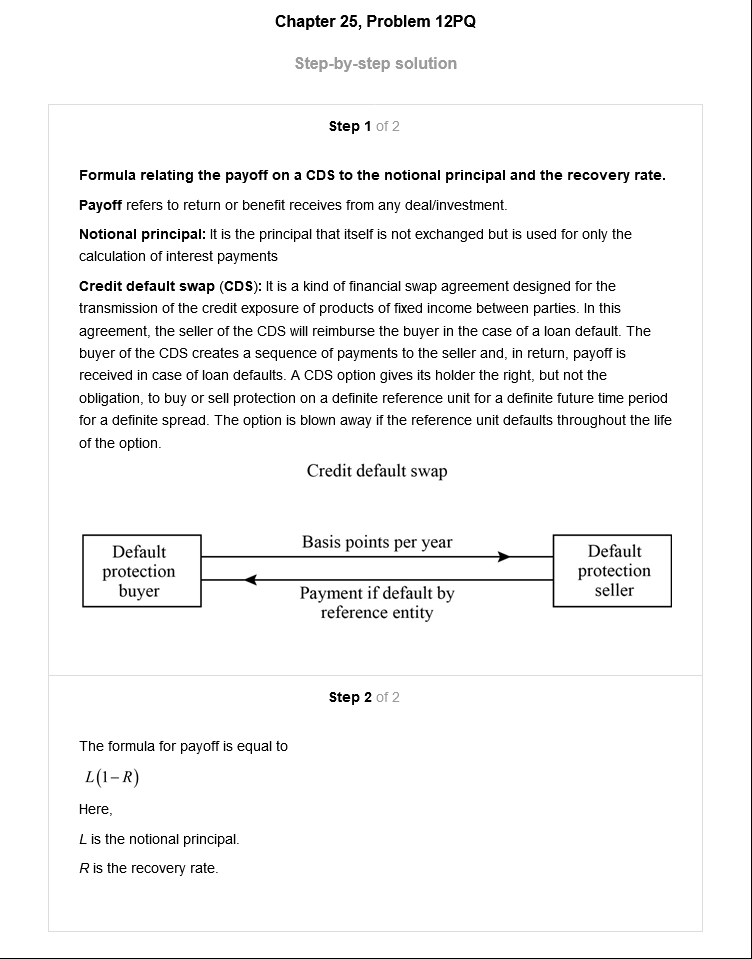 Chapter 25, Problem 12PQ
Step-by-step solution
Step 1 of 2
Formula relating the payoff on a CDS to the notional principal and the recovery rate.
Payoff refers to return or benefit receives from any deal/investment.
Notional principal: It is the principal that itself is not exchanged but is used for only the
calculation of interest payments
Credit default swap (CDS): It is a kind of financial swap agreement designed for the
transmission of the credit exposure of products of fixed income between parties. In this
agreement, the seller of the CDS will reimburse the buyer in the case of a loan default. The
buyer of the CDS creates a sequence of payments to the seller and, in return, payoff is
received in case of loan defaults. A CDS option gives its holder the right, but not the
obligation, to buy or sell protection on a definite reference unit for a definite future time period
for a definite spread. The option is blown away if the reference unit defaults throughout the life
of the option.
Credit default swap
Default
protection
buyer
Basis points per year
Payment if default by
reference entity
Default
protection
seller
Step 2 of 2
The formula for payoff is equal to
L(1−R)
Here,
L is the notional principal.
R is the recovery rate.